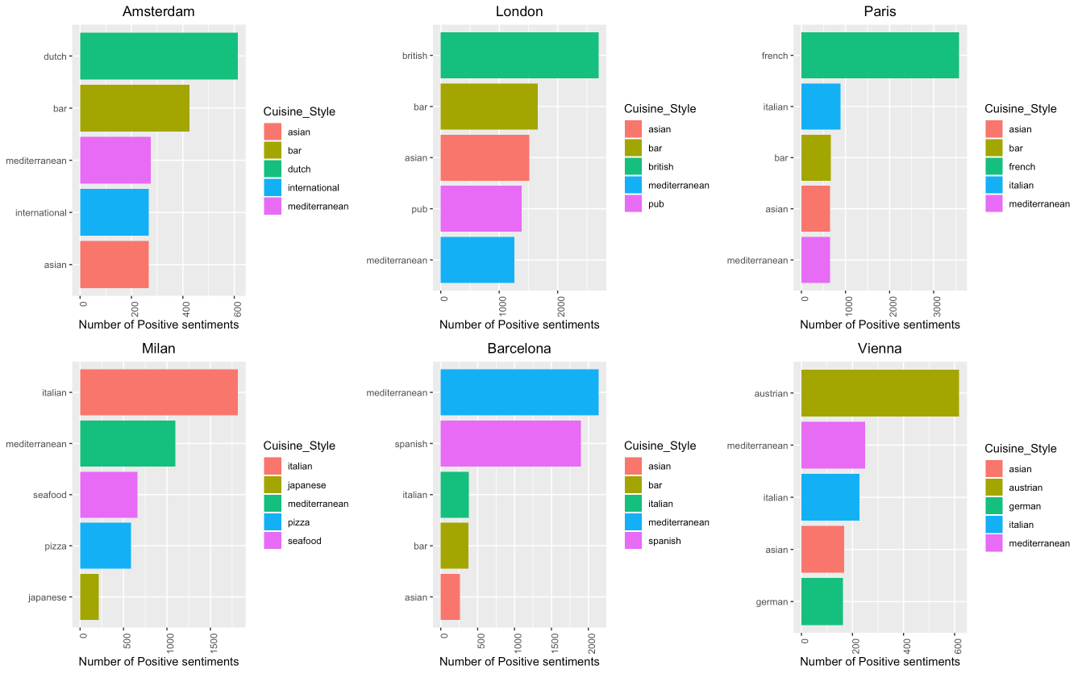 Amsterdam
dutch
bar
mediterranean
international
asian
0
200
400
600
Number of Positive sentiments
Cuisine_Style
asian
bar
dutch
international
mediterranean
London
british
bar
asian
pub
mediterranean
0
1000
2000
Number of Positive sentiments
Cuisine_Style
asian
bar
british
mediterranean
pub
Paris
french
italian
bar
asian
mediterranean
0
1000
2000
3000
Number of Positive sentiments
Cuisine_Style
asian
bar
french
italian
mediterranean
Milan
italian
mediterranean
seafood
pizza
japanese
0
500
1000
1500
Number of Positive sentiments
Cuisine_Style
italian
japanese
mediterranean
pizza
seafood
Barcelona
mediterranean
spanish
italian
bar
asian
0
500
1000
1500
2000
Number of Positive sentiments
Cuisine_Style
asian
bar
italian
mediterranean
spanish
Vienna
austrian
mediterranean
italian
asian
german
0
200
400
600
Number of Positive sentiments
Cuisine_Style
asian
austrian
german
italian
mediterranean